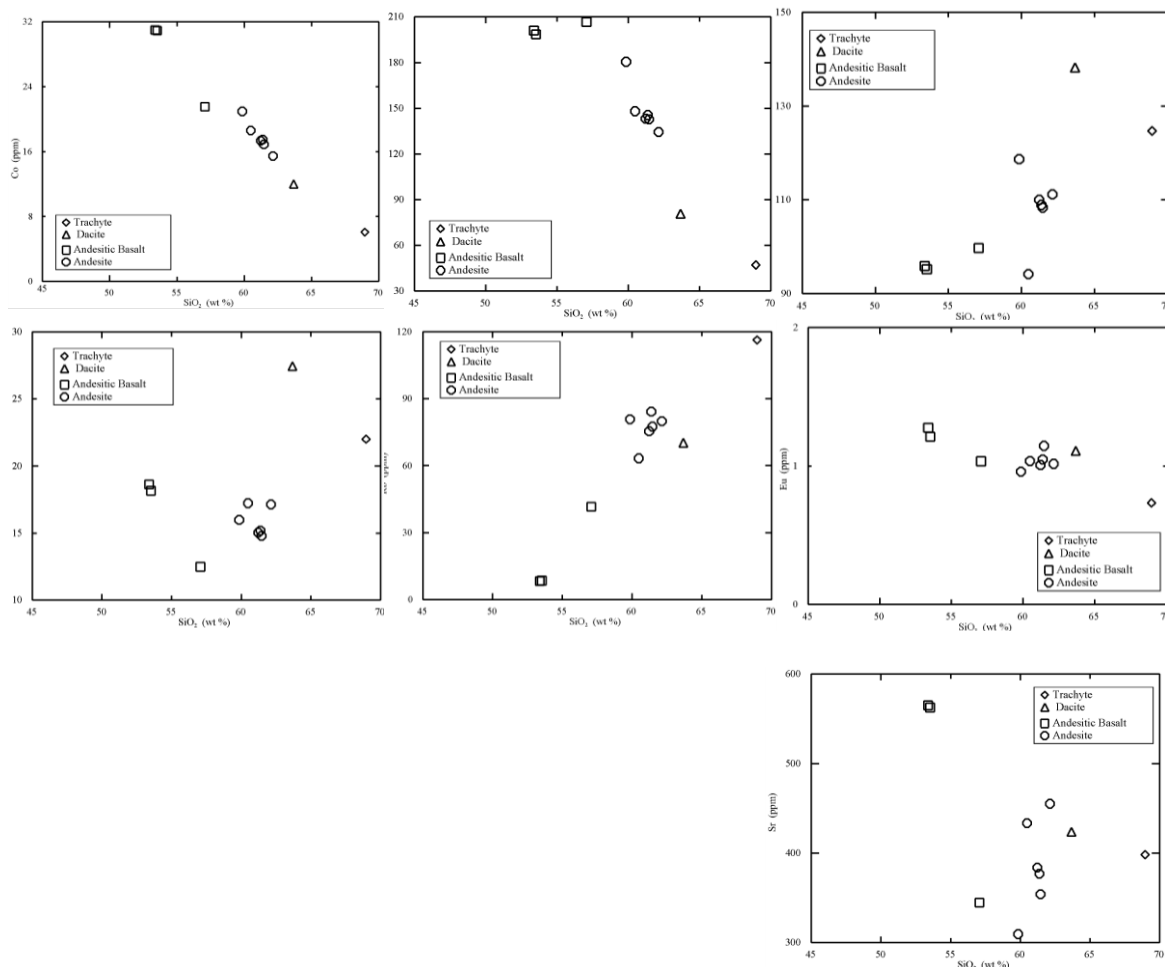 32
24
16
8
0
Co (ppm)
Trachyte
Dacite
Andesitic Basalt
Andesite
45 50 55 60 65 70
SiO₂ (wt %)
210
180
150
120
90
60
30
Trachyte
Dacite
Andesitic Basalt
Andesite
45 50 55 60 65 70
SiO₂ (wt %)
150
130
110
90
Trachyte
Dacite
Andesitic Basalt
Andesite
45 50 55 60 65 70
(wt %)
30
25
20
15
10
Trachyte
Dacite
Andesitic Basalt
Andesite
45 50 55 60 65 70
SiO₂ (wt %)
120
90
60
30
0
(ppm)
Trachyte
Dacite
Andesitic Basalt
Andesite
45 50 55 60 65 70
SiO₂ (wt %)
2
1
0
Eu (ppm)
Trachyte
Dacite
Andesitic Basalt
Andesite
45 50 55 60 65 70
(wt %)
600
500
400
300
Sr (ppm)
Trachyte
Dacite
Andesitic Basalt
Andesite
45 50 55 60 65 70
(wt %)